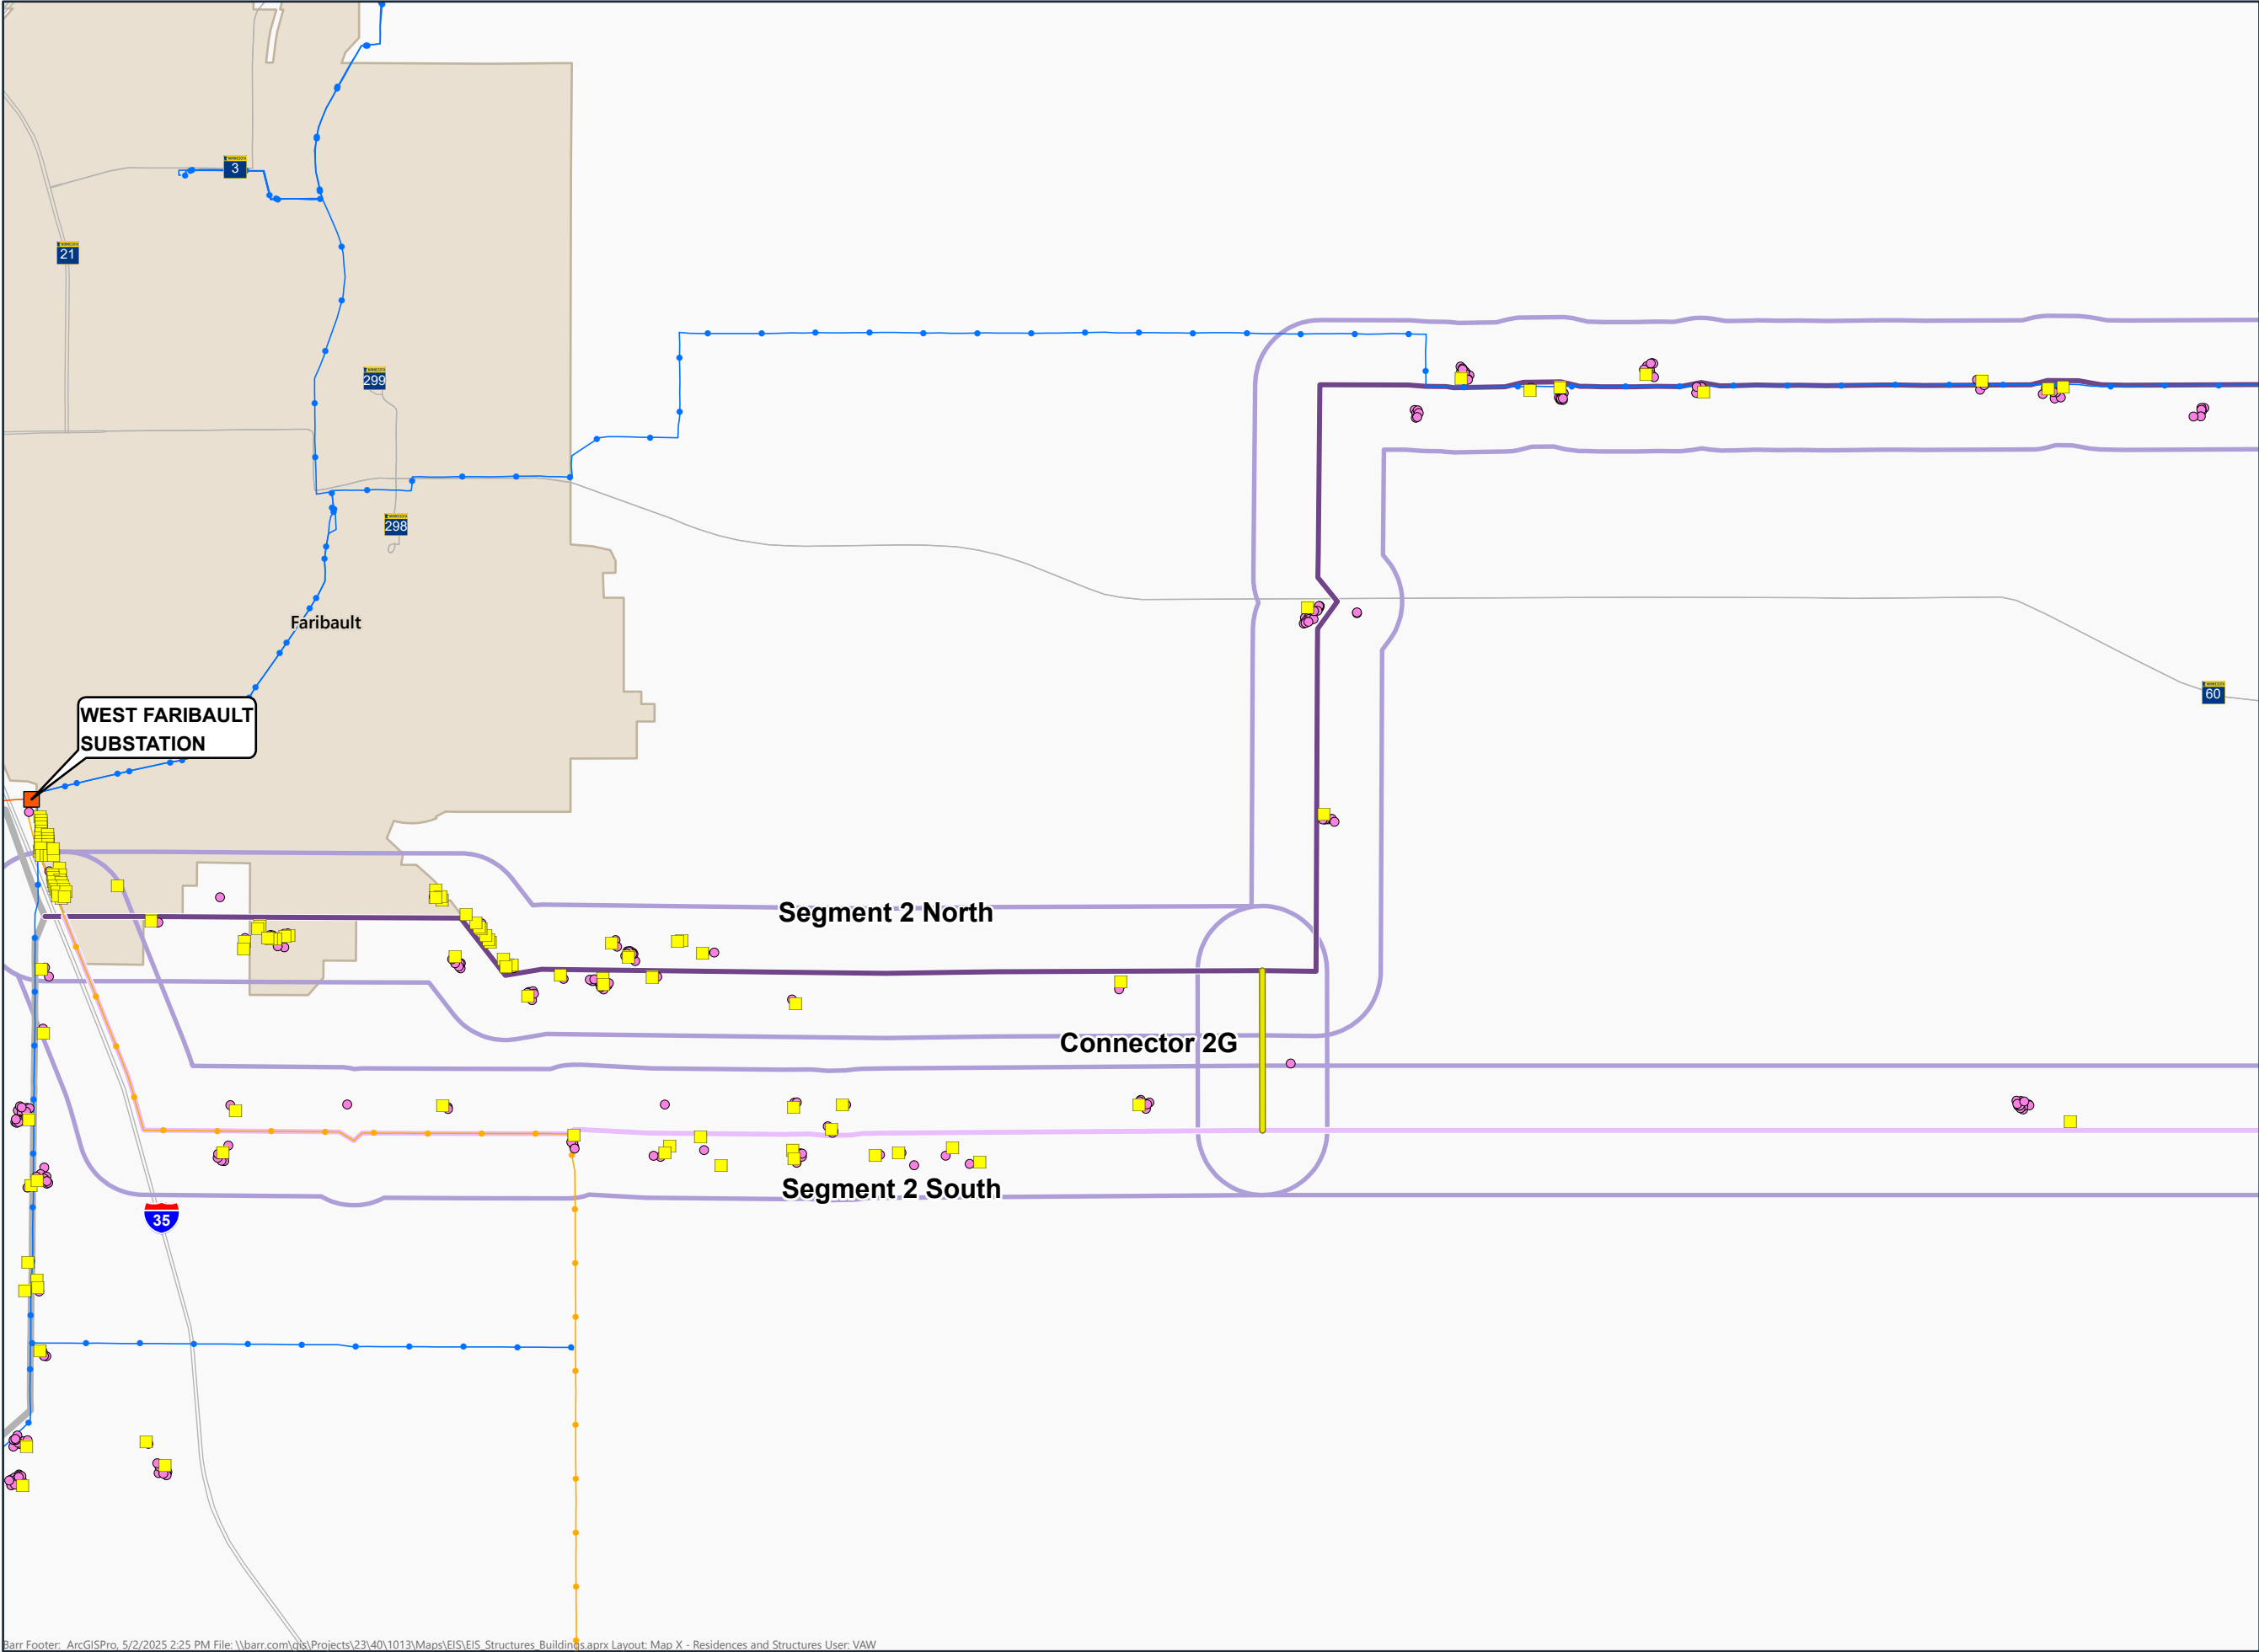 3
21
299
298
Faribault
60
WEST FARIBAULT
SUBSTATION
Segment 2 North
Connector 2G
Segment 2 South
35
Barr Footer: ArcGISPro, 5/2/2025 2:25 PM File: \\barr.com\gis\Projects\23\40\1013\Maps\EIS\EIS_Structures_Buildings.aprx Layout: Map X - Residences and Structures User: VAW